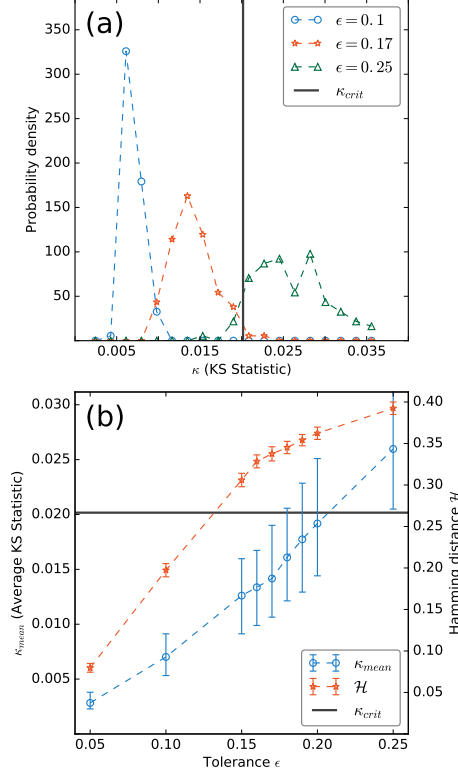 (a)
ϵ = 0.1
ϵ = 0.17
ϵ = 0.25
κcrit
Probability density
350
300
250
200
150
100
50
0.005 0.015 0.025 0.035
κ (KS Statistic)
(b)
κmean (Average KS Statistic)
0.030
0.025
0.020
0.015
0.010
0.005
0.40
0.35
0.30
0.25
0.20
0.15
0.10
0.05
Hamming distance ℋ
κmean
ℋ
κcrit
0.05 0.10 0.15 0.20 0.25
Tolerance ϵ